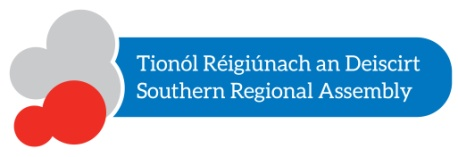 Tionól Réigiúnach an Deiscirt
Southern Regional Assembly